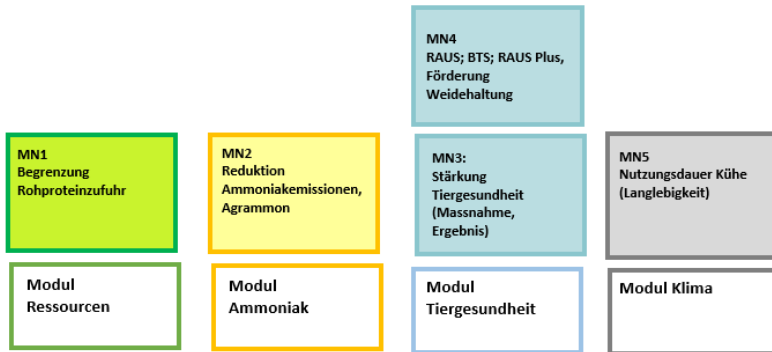 MN4
RAUS; BTS; RAUS Plus,
Förderung
Weidehaltung
MN1
Begrenzung
Rohproteinzufuhr
MN2
Reduktion
Ammoniakemissionen,
Agrammon
MN3:
Stärkung
Tiergesundheit
(Massnahme,
Ergebnis)
MN5
Nutzungsdauer Kühe
(Langlebigkeit)
Modul
Ressourcen
Modul
Ammoniak
Modul
Tiergesundheit
Modul Klima